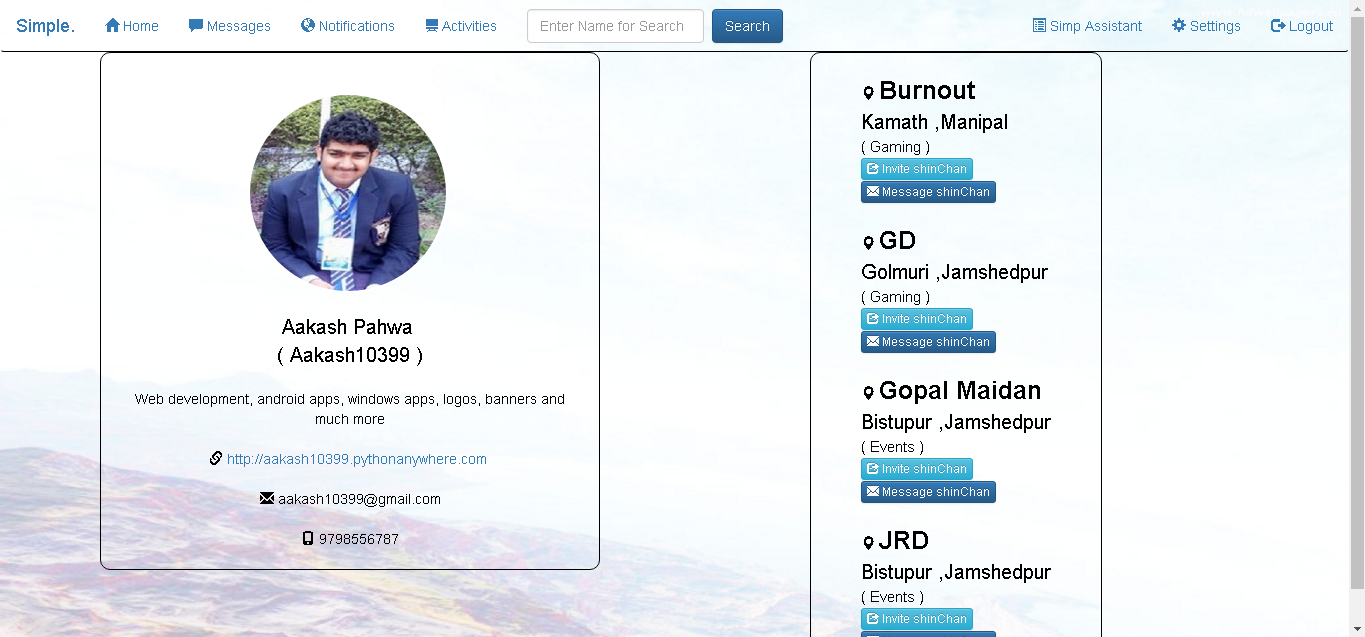 Simple.
Home
Messages
Notifications
Activities
Enter Name for Search
Search
Simp Assistant
Settings
Logout
Aakash Pahwa
( Aakash10399 )
Web development, android apps, windows apps, logos, banners and
much more
http://aakash10399.pythonanywhere.com
aakash10399@gmail.com
9798556787
Burnout
Kamath ,Manipal
( Gaming )
Invite shinChan
Message shinChan
GD
Golmuri ,Jamshedpur
( Gaming )
Invite shinChan
Message shinChan
Gopal Maidan
Bistupur ,Jamshedpur
( Events )
Invite shinChan
Message shinChan
JRD
Bistupur ,Jamshedpur
( Events )
Invite shinChan